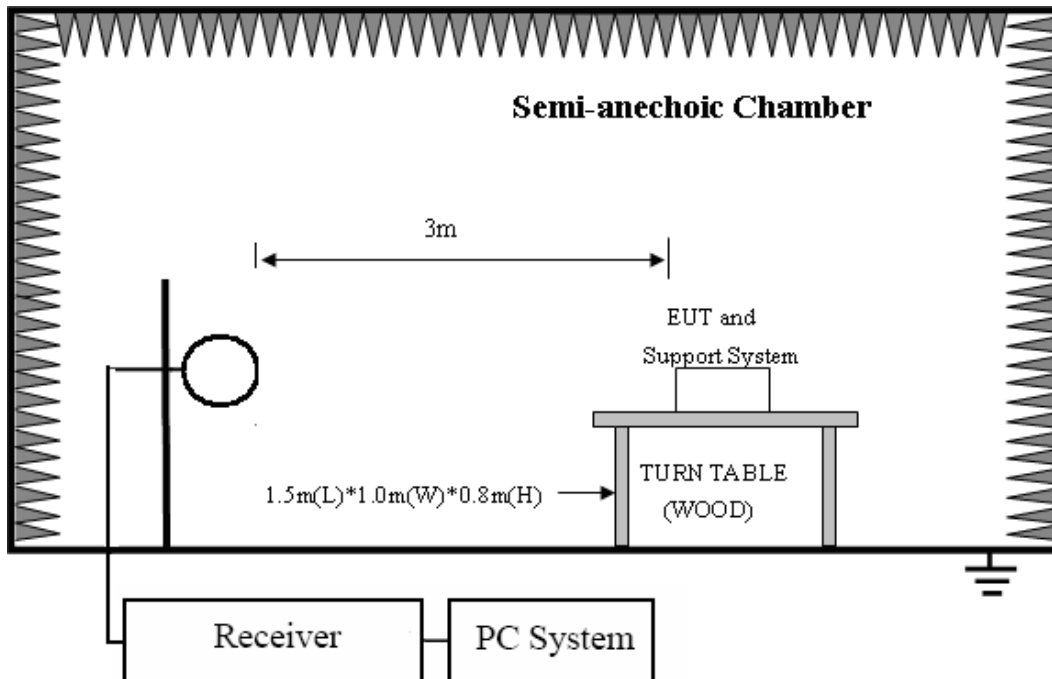 Semi-anechoic Chamber
3m
EUT and
Support System
1.5m(L)*1.0m(W)*0.8m(H)
TURN TABLE
(WOOD)
Receiver
PC System